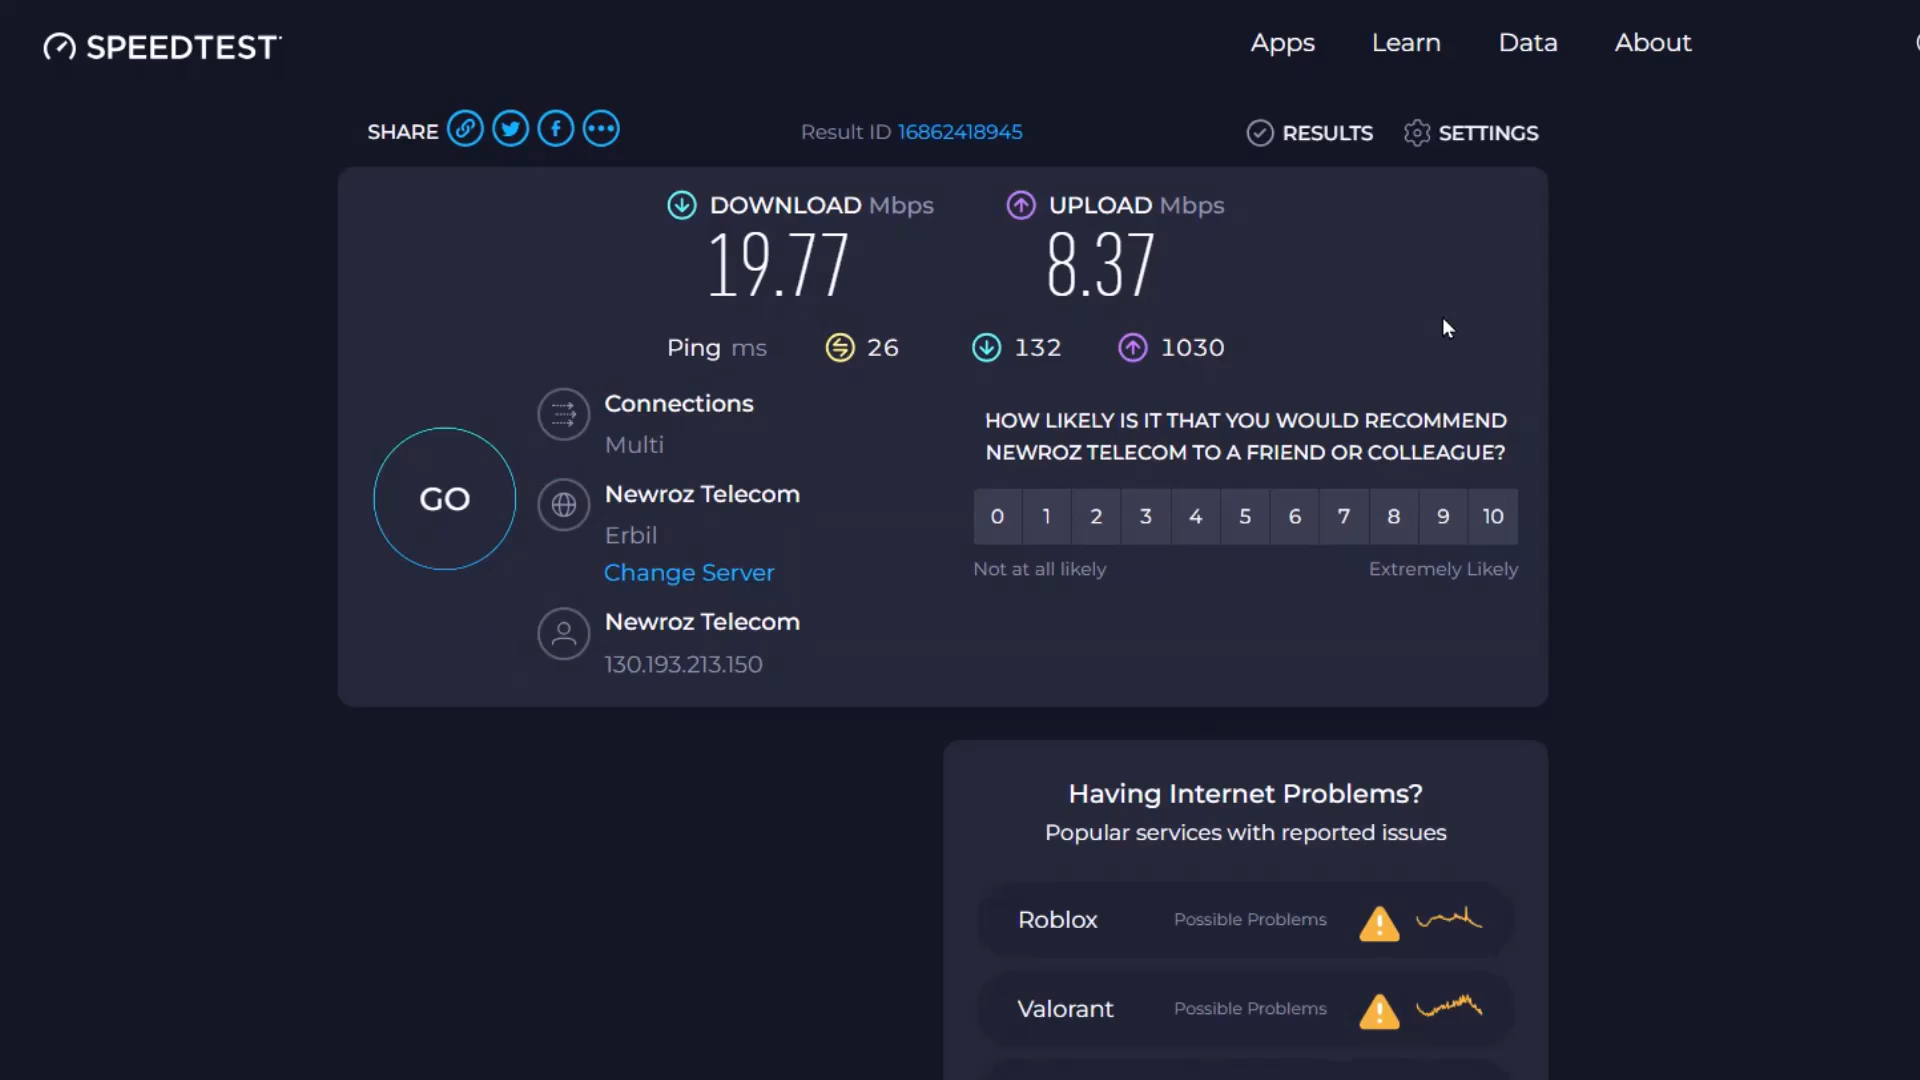 SPEEDTEST
Apps Learn Data About
SHARE
Result ID 16862418945
RESULTS SETTINGS
DOWNLOAD Mbps
19.77
UPLOAD Mbps
8.37
Ping ms 26 132 1030
GO
Connections
Multi
Newroz Telecom
Erbil
Change Server
Newroz Telecom
130.193.213.150
HOW LIKELY IS IT THAT YOU WOULD RECOMMEND
NEWROZ TELECOM TO A FRIEND OR COLLEAGUE?
0 1 2 3 4 5 6 7 8 9 10
Not at all likely Extremely Likely
Having Internet Problems?
Popular services with reported issues
Roblox Possible Problems
Valorant Possible Problems